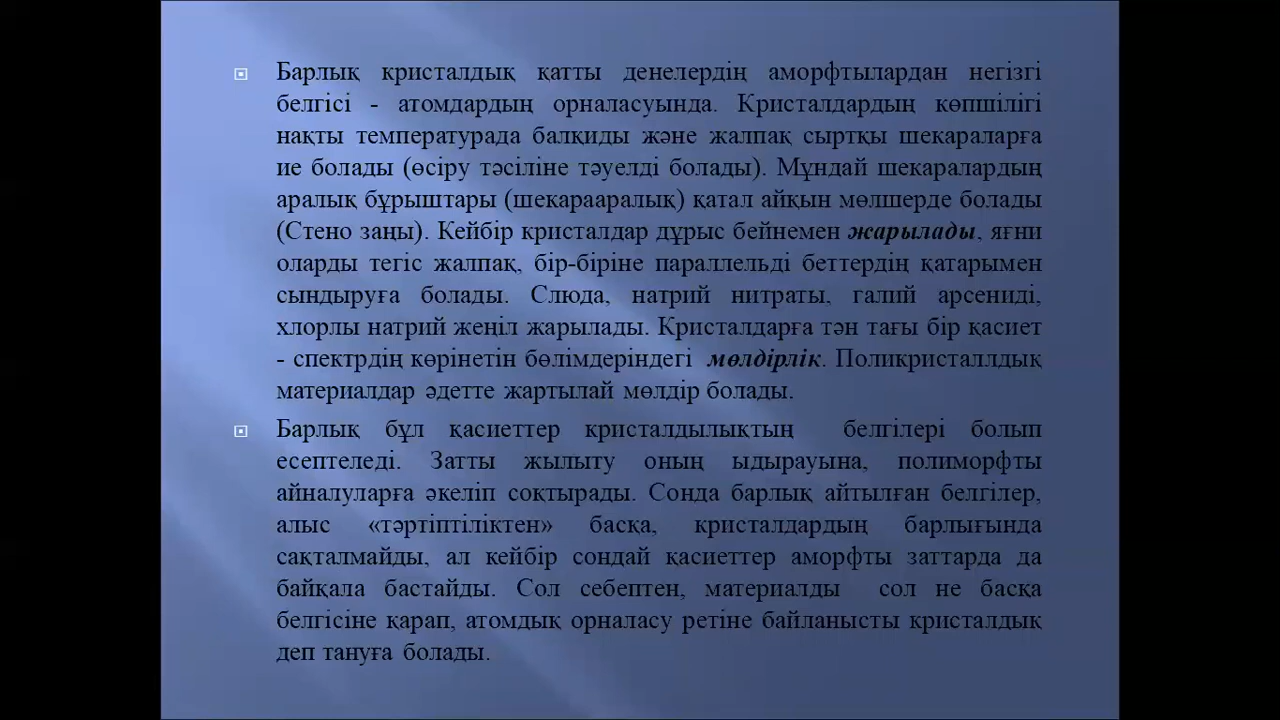 Барлық кристалдық қатты денелердің аморфтылардан негізгі
белгісі - атомдардың орналасуында. Кристалдардың көпшілігі
нақты температурада балқиды және жалпақ сыртқы шекараларға
ие болады (өсіру тәсіліне тәуелді болады). Мұндай шекаралардың
аралық бұрыштары (шекарааралық) қатал айқын мөлшерде болады
(Стено заңы). Кейбір кристалдар дұрыс бейнемен жарылады, яғни
оларды тегіс жалпақ, бір-біріне параллельді беттердің қатарымен
сындыруға болады. Слюда, натрий нитраты, галий арсениді,
хлорлы натрий жеңіл жарылады. Кристалдарға тән тағы бір қасиет
- спектрдің көрінетін бөлімдеріндегі мөлдірлік. Поликристаллдық
материалдар әдетте жартылай мөлдір болады.
Барлық бұл қасиеттер кристалдылықтың белгілері болып
есептеледі. Затты жылыту оның ыдырауына, полиморфты
айналуларға әкеліп соқтырады. Сонда барлық айтылған белгілер,
алыс «тәртіптіліктен» басқа, кристалдардың барлығында
сақталмайды, ал кейбір сондай қасиеттер аморфты заттарда да
байқала бастайды. Сол себептен, материалды сол не басқа
белгісіне қарап, атомдық орналасу ретіне байланысты кристалдық
деп тануға болады.